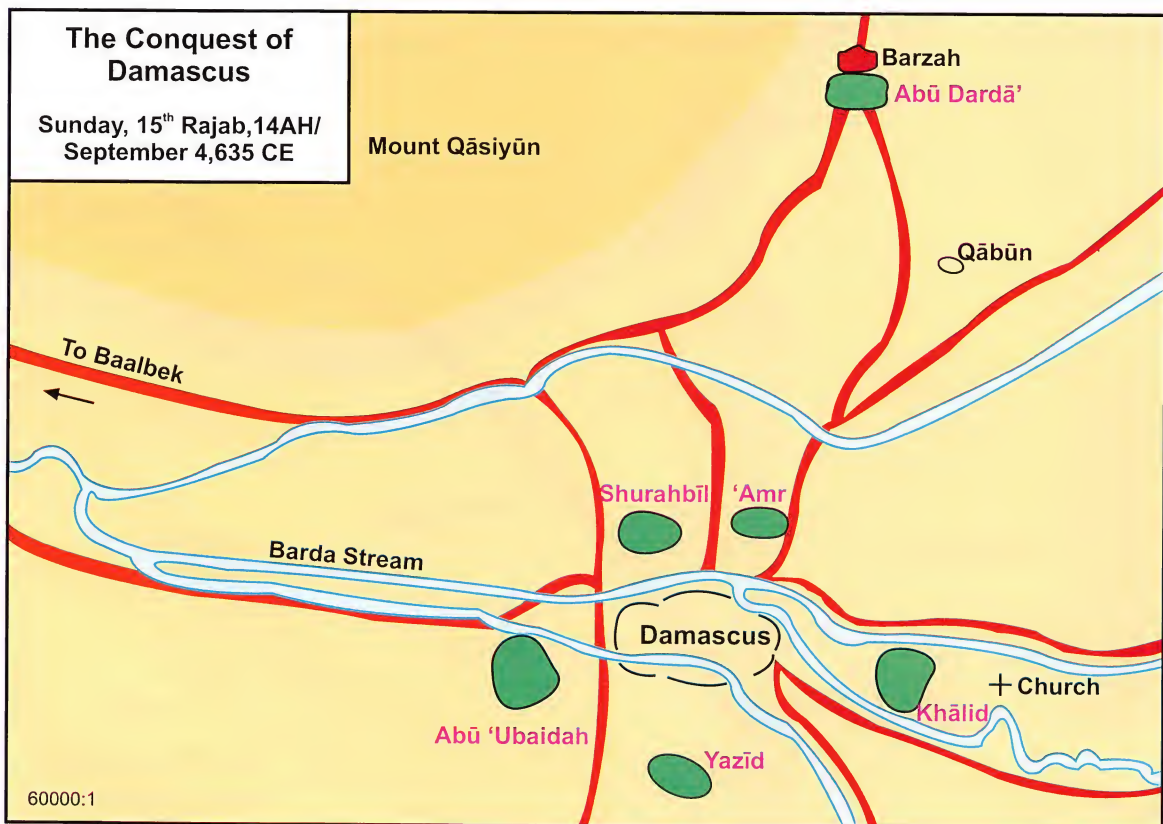 The Conquest of
Damascus
Sunday, 15th Rajab,14AH/
September 4,635 CE
Mount Qāsiyūn
Barzah
Abū Dardā'
Qābūn
To Baalbek
Shurahbīl
‘Amr
Barda Stream
Damascus
Church
Khālid
Abū ‘Ubaidah
Yazīd
60000:1